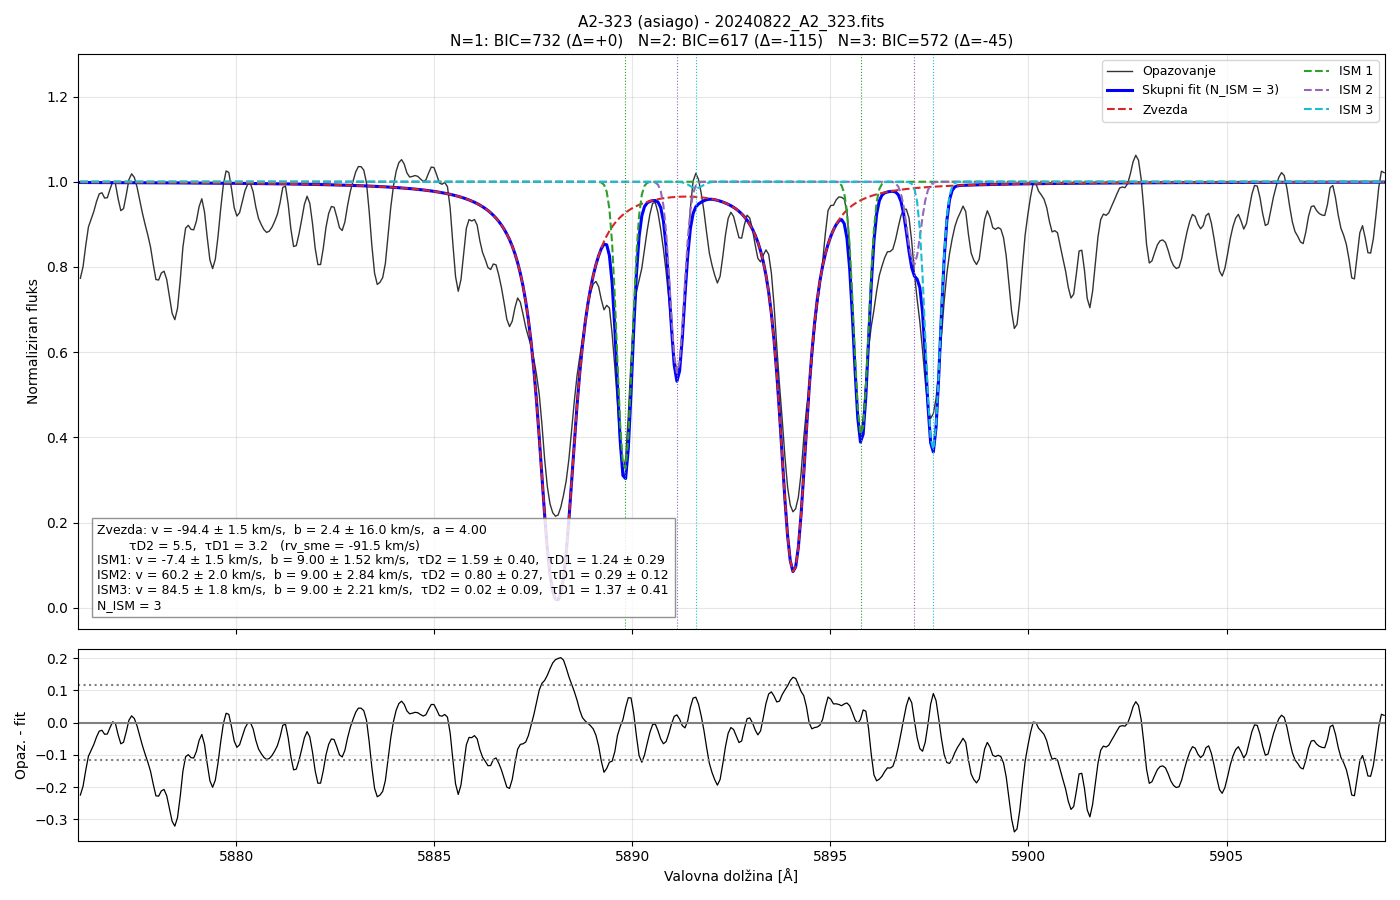 A2-323 (asiago) - 20240822_A2_323.fits
N=1: BIC=732 (Δ=+0)   N=2: BIC=617 (Δ=-115)   N=3: BIC=572 (Δ=-45)
Opazovanje
Skupni fit (N_ISM = 3)
Zvezda
ISM 1
ISM 2
ISM 3
Normaliziran fluks
1.2
1.0
0.8
0.6
0.4
0.2
0.0
Zvezda: v = -94.4 ± 1.5 km/s,  b = 2.4 ± 16.0 km/s,  a = 4.00
τD2 = 5.5,  τD1 = 3.2   (rv_sme = -91.5 km/s)
ISM1: v = -7.4 ± 1.5 km/s,  b = 9.00 ± 1.52 km/s,  τD2 = 1.59 ± 0.40,  τD1 = 1.24 ± 0.29
ISM2: v = 60.2 ± 2.0 km/s,  b = 9.00 ± 2.84 km/s,  τD2 = 0.80 ± 0.27,  τD1 = 0.29 ± 0.12
ISM3: v = 84.5 ± 1.8 km/s,  b = 9.00 ± 2.21 km/s,  τD2 = 0.02 ± 0.09,  τD1 = 1.37 ± 0.41
N_ISM = 3
Opaz. - fit
0.2
0.1
0.0
−0.1
−0.2
−0.3
5880
5885
5890
5895
5900
5905
Valovna dolžina [Å]